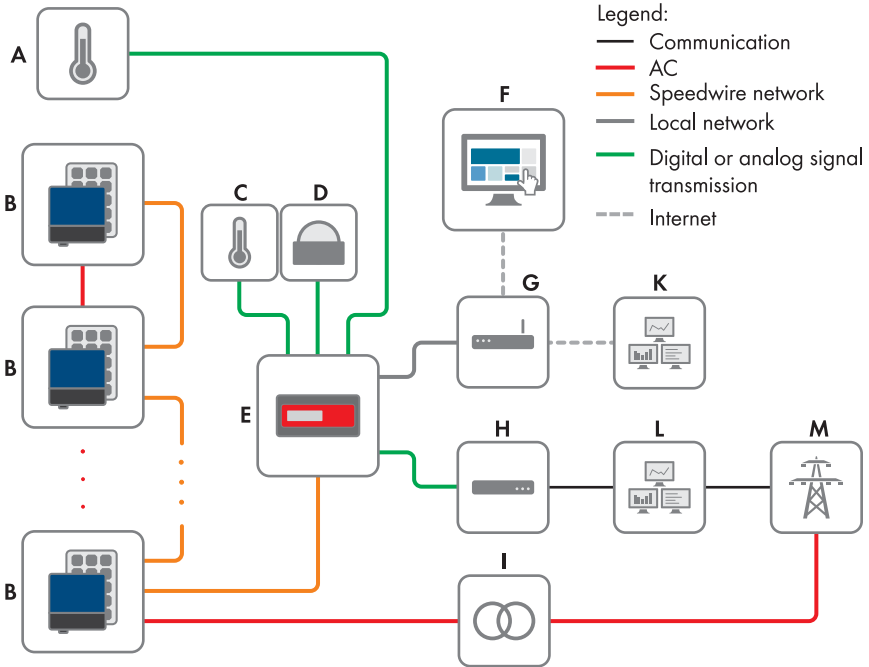 Legend:
Communication
AC
Speedwire network
Local network
Digital or analog signal
transmission
Internet
A
F
B
C
D
G
K
B
E
H
L
M
I
B